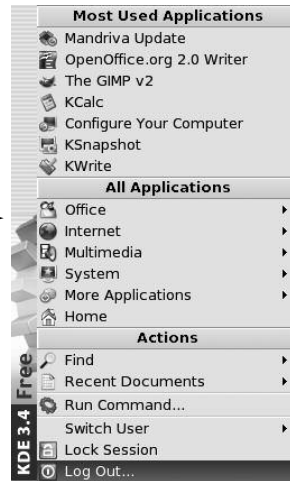 Most Used Applications
Mandriva Update
OpenOffice.org 2.0 Writer
The GIMP v2
KCalc
Configure Your Computer
KSnapshot
KWrite
All Applications
Office
Internet
Multimedia
System
More Applications
Home
Actions
Find
Recent Documents
Run Command...
Switch User
Lock Session
Log Out...
KDE 3.4 Free